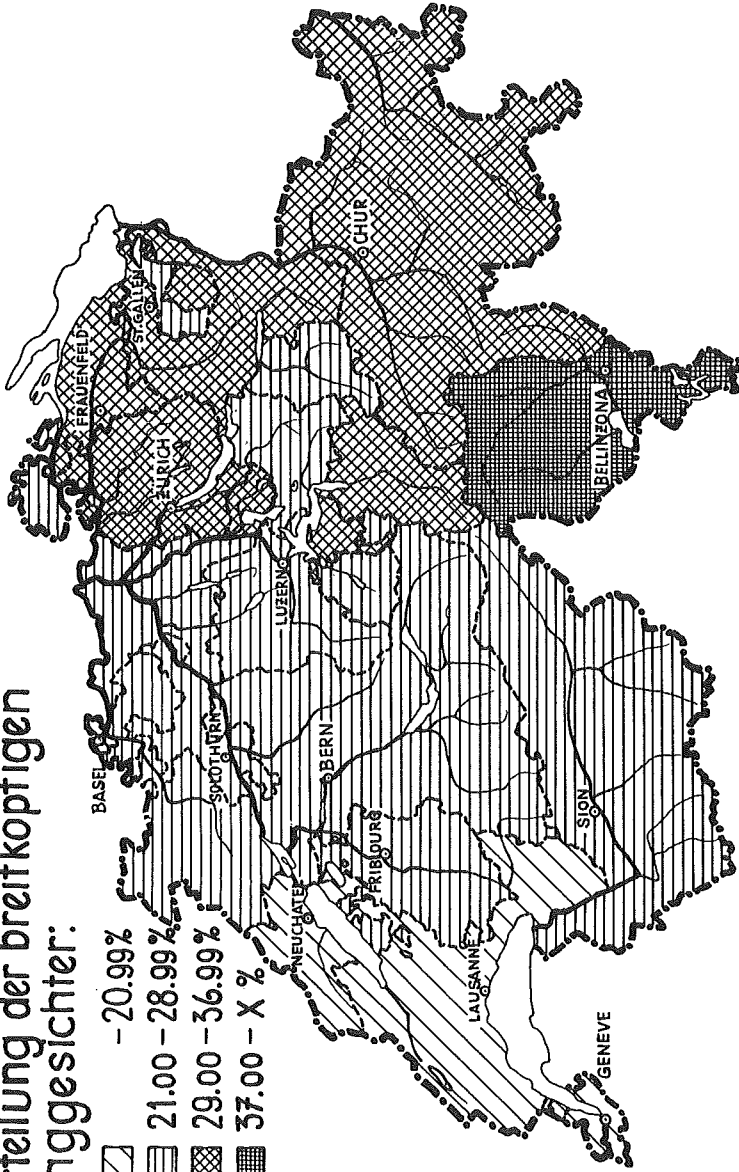 teilung der breitkopfigen
nggesichter:
- 20.99%
21.00 - 28.99%
29.00 - 36.99%
37.00 - X %
BASEL
FRAUENFELD
ST.GALLEN
ZÜRICH
SOLOTHURN
LUZERN
NEUCHATEL
BERN
CHUR
FRIBOURG
LAUSANNE
SION
BELLINZONA
GENEVE